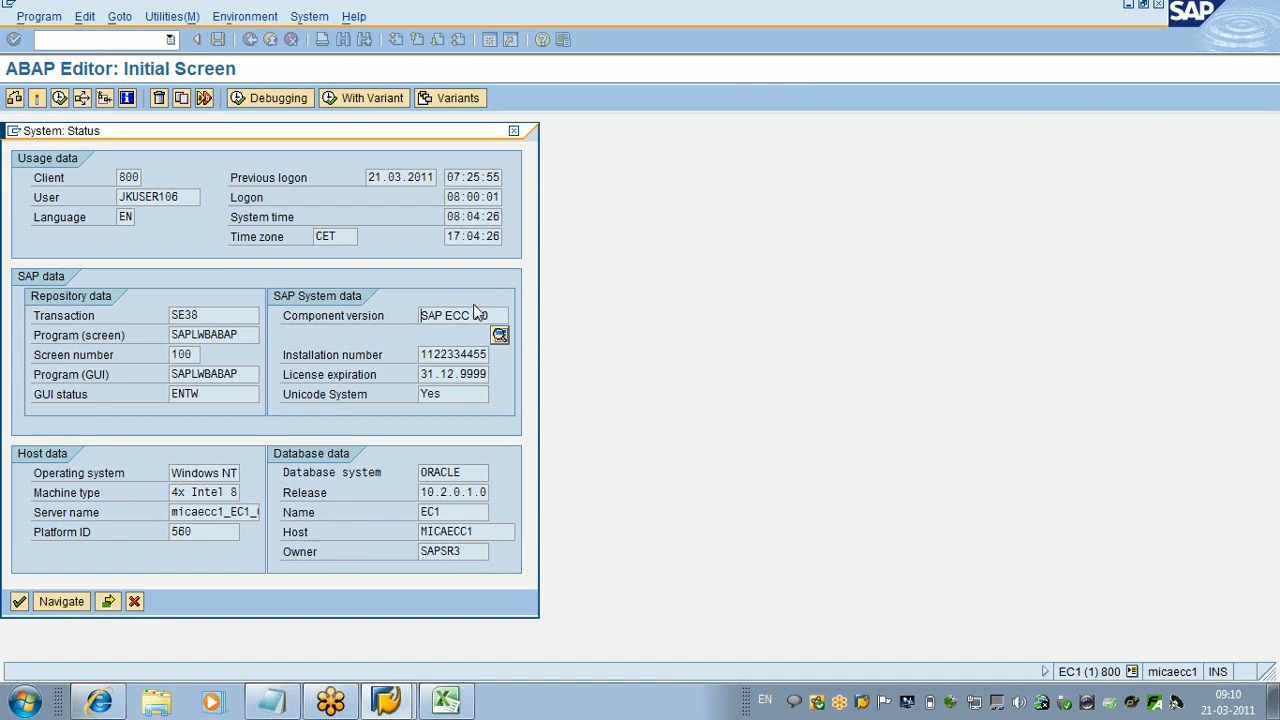 Program Edit Goto Utilities(M) Environment System Help
SAP
ABAP Editor: Initial Screen
Debugging With Variant Variants
System: Status
Usage data
Client 800 Previous logon 21.03.2011 07:25:55
User JKUSER106 Logon 08:00:01
Language EN System time 08:04:26
Time zone CET 17:04:26
SAP data
Repository data SAP System data
Transaction SE38 Component version SAP ECC
Program (screen) SAPLWBABAP
Screen number 100 Installation number 1122334455
Program (GUI) SAPLWBABAP License expiration 31.12.9999
GUI status ENTW Unicode System Yes
Host data Database data
Operating system Windows NT Database system ORACLE
Machine type 4x Intel 8 Release 10.2.0.1.0
Server name micaecc1_EC1_ Name EC1
Platform ID 560 Host MICAECC1
Owner SAPSR3
Navigate
EC1 (1) 800 micaecc1 INS
EN 09:10
21-03-2011